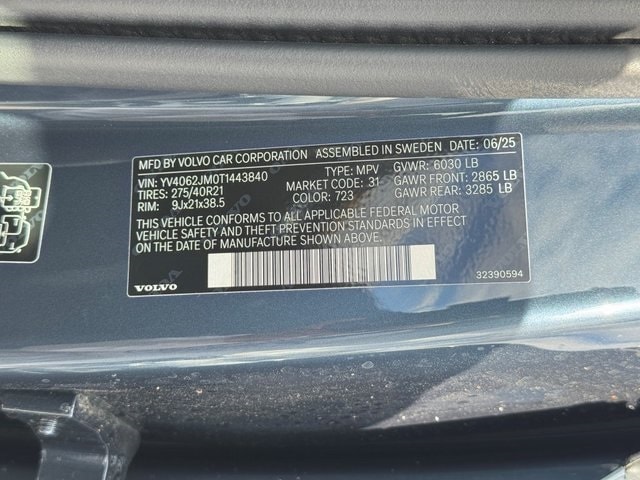 MFD BY VOLVO CAR CORPORATION ASSEMBLED IN SWEDEN DATE: 06/25
VIN: YV4062JM0T1443840 TYPE: MPV GVWR: 6030 LB
TIRES: 275/40R21 MARKET CODE: 31 GAWR FRONT: 2865 LB
RIM: 9Jx21x38.5 COLOR: 723 GAWR REAR: 3285 LB
THIS VEHICLE CONFORMS TO ALL APPLICABLE FEDERAL MOTOR
VEHICLE SAFETY AND THEFT PREVENTION STANDARDS IN EFFECT
ON THE DATE OF MANUFACTURE SHOWN ABOVE.
VOLVO 32390594